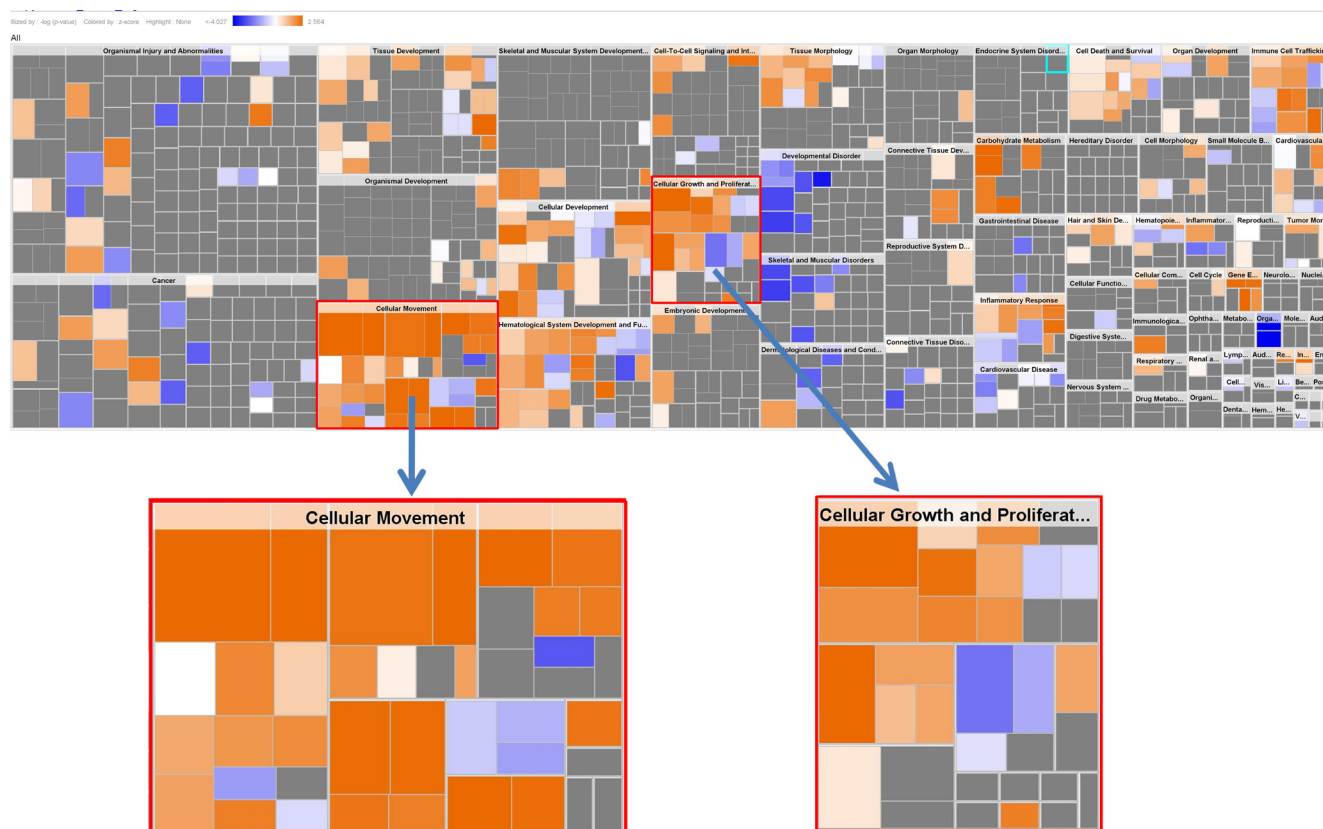 Sized by : -log (p-value) Colored by : z-score Highlight : None <-4.027 2.564
All
Organismal Injury and Abnormalities
Tissue Development
Skeletal and Muscular System Development...
Cell-To-Cell Signaling and Int...
Tissue Morphology
Organ Morphology
Endocrine System Disord...
Cell Death and Survival
Organ Development
Immune Cell Traffickin
Carbohydrate Metabolism
Hereditary Disorder
Cell Morphology
Small Molecule B...
Cardiovascula
Connective Tissue Dev...
Developmental Disorder
Organismal Development
Cellular Growth and Proliferat...
Cellular Development
Gastrointestinal Disease
Hair and Skin De...
Hematopoie...
Inflammator...
Reproducti...
Tumor Mor
Reproductive System D...
Skeletal and Muscular Disorders
Cancer
Cellular Com...
Cell Cycle
Gene E...
Neurolo...
Nuclei
Cellular Functio...
Inflammatory Response
Cellular Movement
Embryonic Development
Hematological System Development and Fu...
Immunologica...
Ophtha...
Metabo...
Orga...
Mole...
Aud
Digestive Syste...
Connective Tissue Diso...
Dermatological Diseases and Cond...
Respiratory ...
Renal a...
Lymp...
Aud...
Re...
In...
En
Cardiovascular Disease
Nervous System ...
Cell...
Vis...
Li...
Be...
Po
Drug Metabo...
Organi...
C...
Denta...
Hem...
He...
V...
Cellular Movement
Cellular Growth and Proliferat...